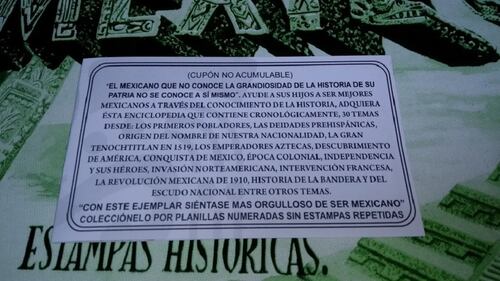 MEXICANO
(CUPÓN NO ACUMULABLE)
"EL MEXICANO QUE NO CONOCE LA GRANDIOSIDAD DE LA HISTORIA DE SU
PATRIA NO SE CONOCE A SÍ MISMO". AYUDE A SUS HIJOS A SER MEJORES
MEXICANOS A TRAVÉS DEL CONOCIMIENTO DE LA HISTORIA, ADQUIERA
ÉSTA ENCICLOPEDIA QUE CONTIENE CRONOLÓGICAMENTE, 30 TEMAS
DESDE: LOS PRIMEROS POBLADORES, LAS DEIDADES PREHISPÁNICAS,
ORIGEN DEL NOMBRE DE NUESTRA NACIONALIDAD, LA GRAN
TENOCHTITLAN EN 1519, LOS EMPERADORES AZTECAS, DESCUBRIMIENTO
DE AMÉRICA, CONQUISTA DE MEXICO, ÉPOCA COLONIAL, INDEPENDENCIA
Y SUS HÉROES, INVASIÓN NORTEAMERICANA, INTERVENCIÓN FRANCESA,
LA REVOLUCIÓN MEXICANA DE 1910, HISTORIA DE LA BANDERA Y DEL
ESCUDO NACIONAL ENTRE OTROS TEMAS.
"CON ESTE EJEMPLAR SIÉNTASE MAS ORGULLOSO DE SER MEXICANO"
COLECCIÓNELO POR PLANILLAS NUMERADAS SIN ESTAMPAS REPETIDAS
ESTAMPAS HISTÓRICAS.